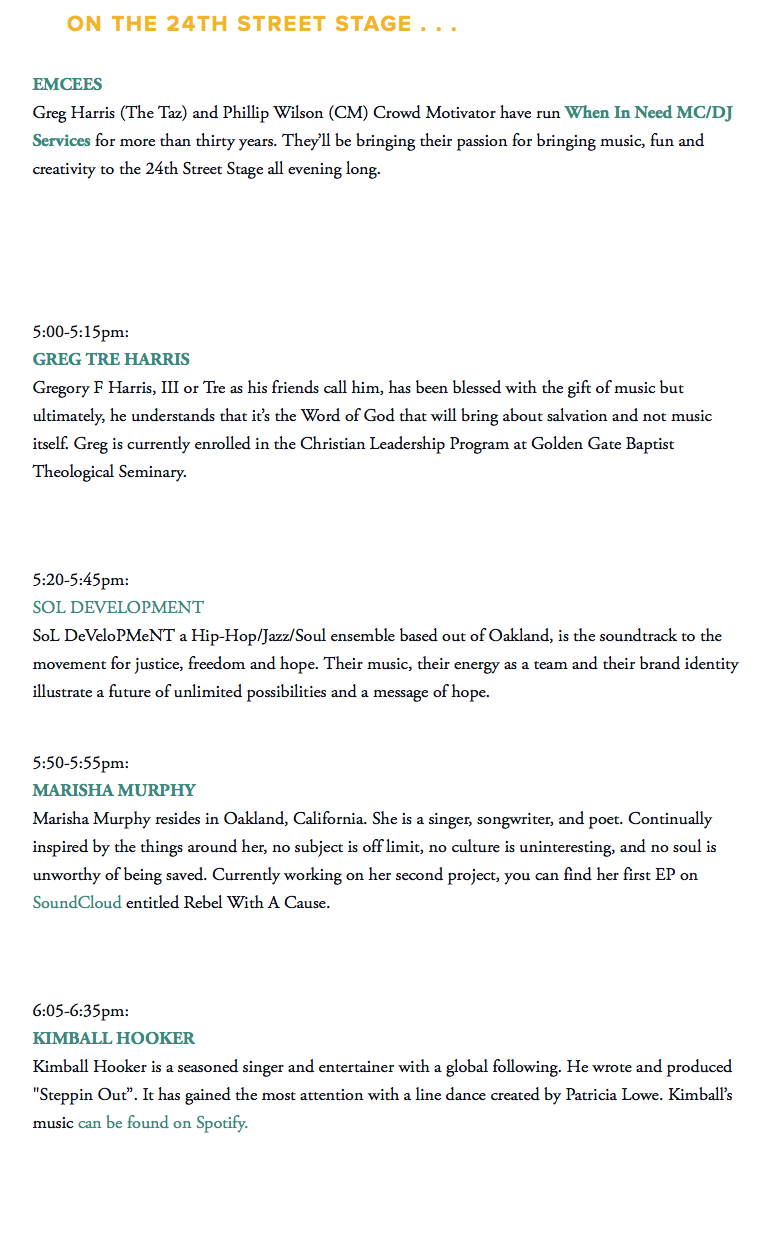 ON THE 24TH STREET STAGE . . .
EMCEES
Greg Harris (The Taz) and Phillip Wilson (CM) Crowd Motivator have run When In Need MC/DJ
Services for more than thirty years. They’ll be bringing their passion for bringing music, fun and
creativity to the 24th Street Stage all evening long.
5:00-5:15pm:
GREG TRE HARRIS
Gregory F Harris, III or Tre as his friends call him, has been blessed with the gift of music but
ultimately, he understands that it’s the Word of God that will bring about salvation and not music
itself. Greg is currently enrolled in the Christian Leadership Program at Golden Gate Baptist
Theological Seminary.
5:20-5:45pm:
SOL DEVELOPMENT
SoL DeVeloPMeNT a Hip-Hop/Jazz/Soul ensemble based out of Oakland, is the soundtrack to the
movement for justice, freedom and hope. Their music, their energy as a team and their brand identity
illustrate a future of unlimited possibilities and a message of hope.
5:50-5:55pm:
MARISHA MURPHY
Marisha Murphy resides in Oakland, California. She is a singer, songwriter, and poet. Continually
inspired by the things around her, no subject is off limit, no culture is uninteresting, and no soul is
unworthy of being saved. Currently working on her second project, you can find her first EP on
SoundCloud entitled Rebel With A Cause.
6:05-6:35pm:
KIMBALL HOOKER
Kimball Hooker is a seasoned singer and entertainer with a global following. He wrote and produced
"Steppin Out”. It has gained the most attention with a line dance created by Patricia Lowe. Kimball’s
music can be found on Spotify.